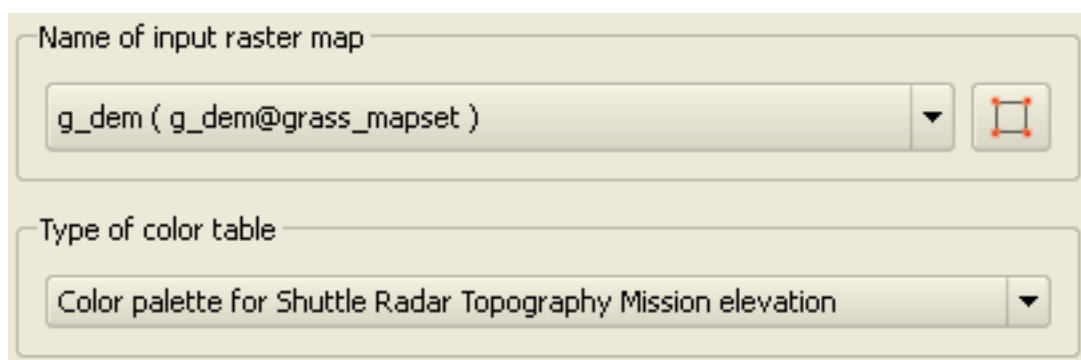 Name of input raster map
g_dem ( g_dem@grass_mapset )
Type of color table
Color palette for Shuttle Radar Topography Mission elevation